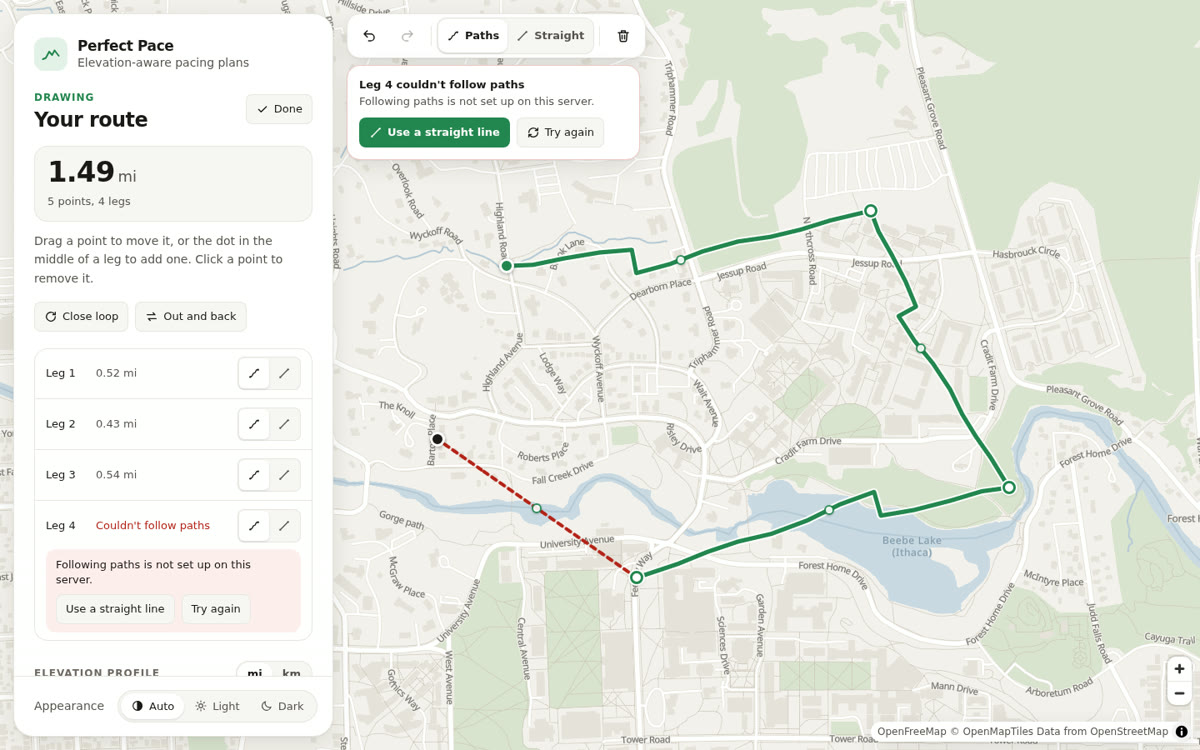 Perfect Pace
Elevation-aware pacing plans
DRAWING
Your route
Done
1.49 mi
5 points, 4 legs
Drag a point to move it, or the dot in the
middle of a leg to add one. Click a point to
remove it.
Close loop
Out and back
Leg 1 0.52 mi
Leg 2 0.43 mi
Leg 3 0.54 mi
Leg 4 Couldn't follow paths
Following paths is not set up on this
server.
Use a straight line
Try again
ELEVATION PROFILE
mi km
Appearance
Auto
Light
Dark
Paths
Straight
Leg 4 couldn't follow paths
Following paths is not set up on this server.
Use a straight line
Try again
Triphammer Road
Pleasant Grove Road
Overlook Road
Wyckoff Road
Highland Road
Lane
Dearborn Place
Jessup Road
Jessup Road
Hasbrouck Circle
Highland Avenue
Lodge Way
Wyckoff Avenue
Walt Avenue
Cradit Farm Drive
Pleasant Grove Road
The Knoll
Place
Roberts Place
Risley Drive
Cradit Farm Drive
Forest Home Drive
Fall Creek Drive
Gorge path
University Avenue
Beebe Lake
(Ithaca)
McGraw Place
Way
Forest Home Drive
McIntyre Place
University Avenue
Central Avenue
Sciences Drive
Garden Avenue
Forest Home Drive
Judd Falls Road
Cayuga Trail
West Avenue
Gothics Way
Mann Drive
Arboretum Road
Tower Road
OpenFreeMap © OpenMapTiles Data from OpenStreetMap